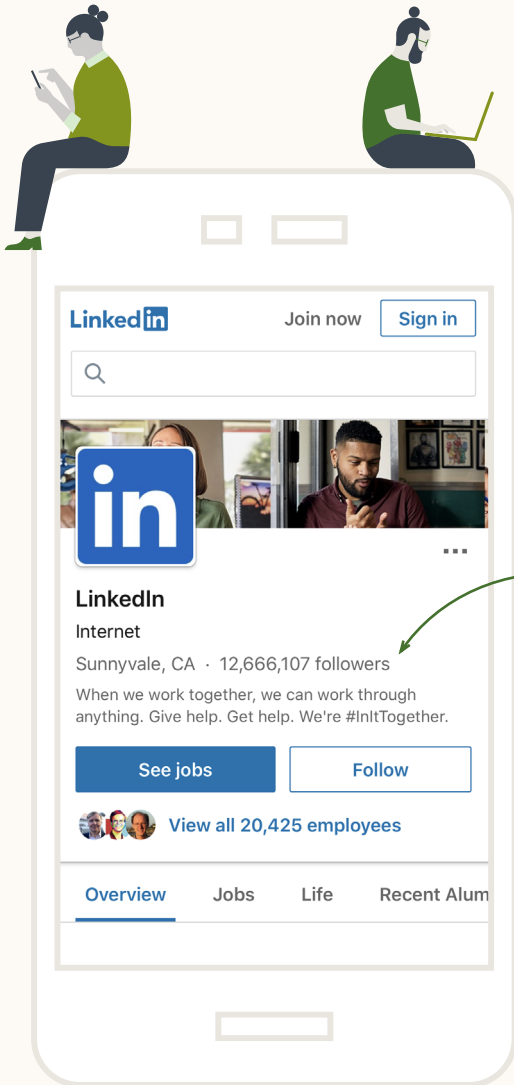 LinkedIn
Join now
Sign in
in
LinkedIn
Internet
Sunnyvale, CA · 12,666,107 followers
When we work together, we can work through
anything. Give help. Get help. We're #InItTogether.
See jobs
Follow
View all 20,425 employees
Overview
Jobs
Life
Recent Alum